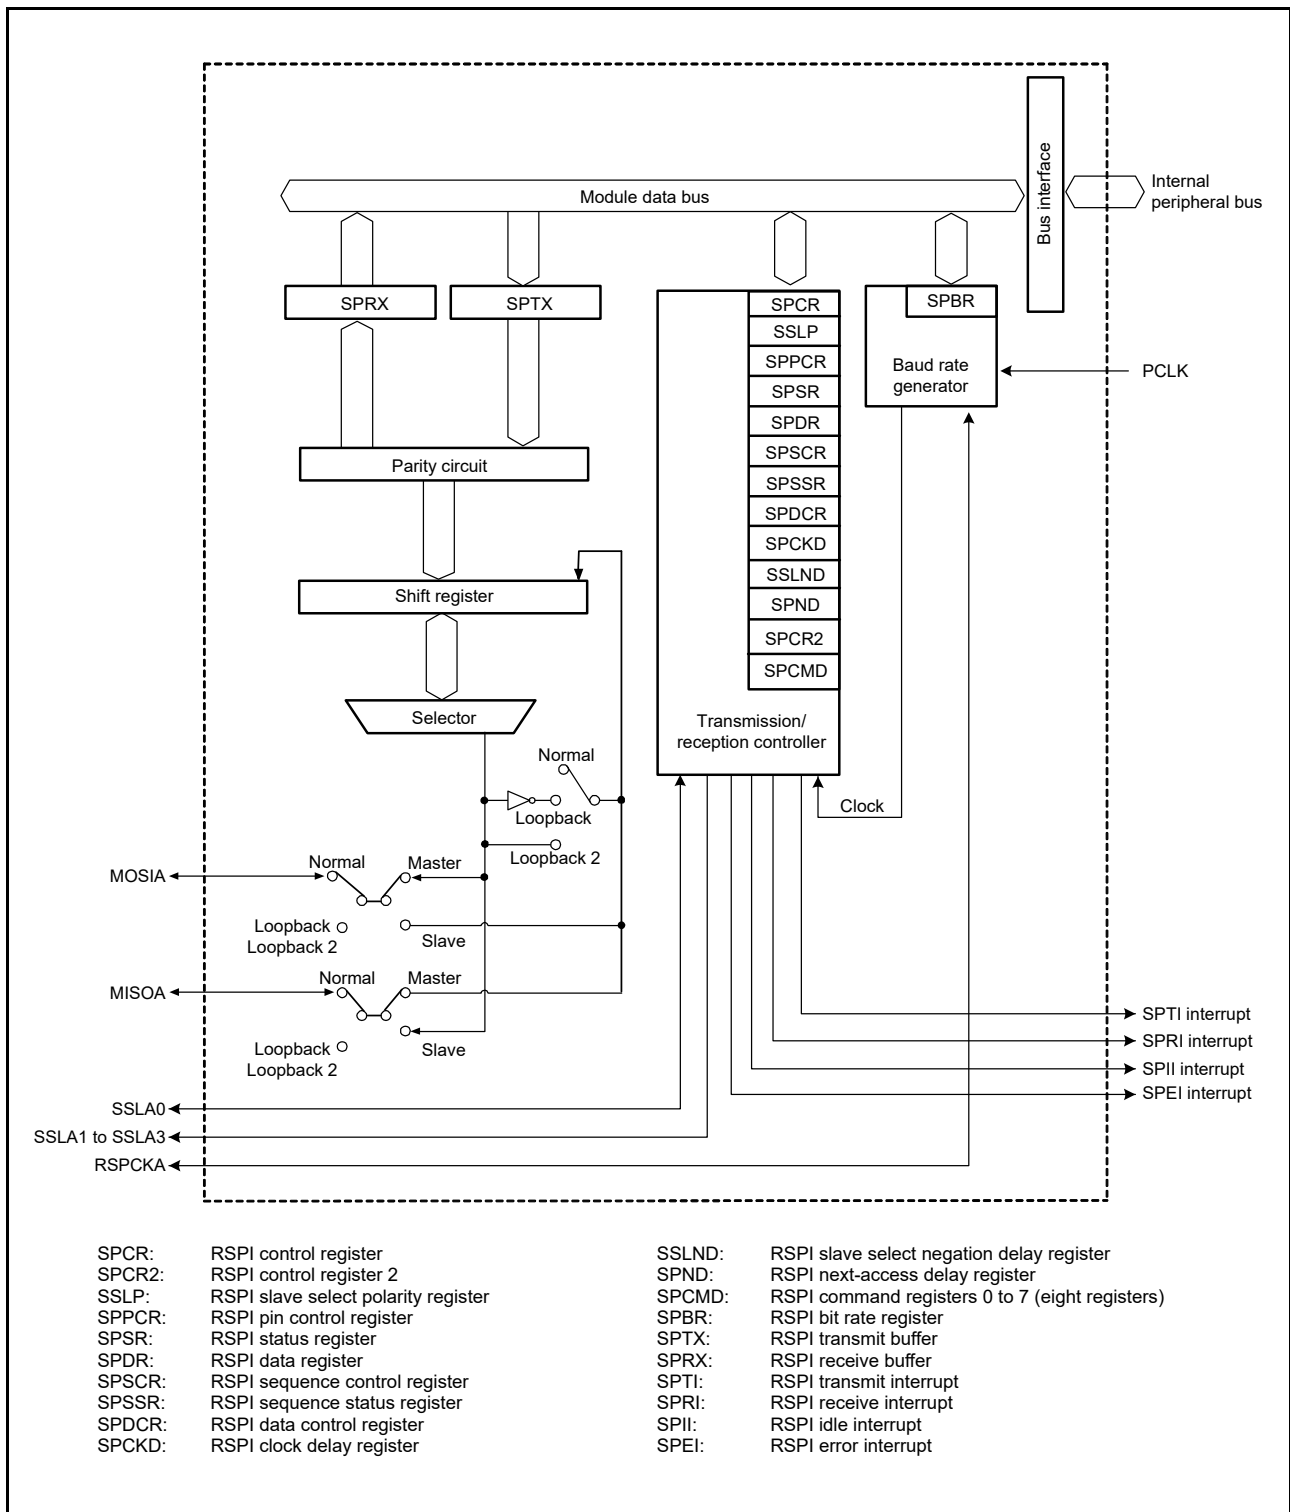 Module data bus
Bus interface
Internal
peripheral bus
SPRX
SPTX
SPCR
SPBR
SSLP
SPPCR
Baud rate
generator
PCLK
SPSR
SPDR
SPSCR
Parity circuit
SPSSR
SPDCR
SPCKD
SSLND
Shift register
SPND
SPCR2
SPCMD
Selector
Transmission/
reception controller
Normal
Clock
Loopback
Loopback 2
Normal
Master
MOSIA
Loopback
Loopback 2
Slave
Normal
Master
MISOA
Loopback
Loopback 2
Slave
SPTI interrupt
SPRI interrupt
SPII interrupt
SPEI interrupt
SSLA0
SSLA1 to SSLA3
RSPCKA
SPCR: RSPI control register
SPCR2: RSPI control register 2
SSLP: RSPI slave select polarity register
SPPCR: RSPI pin control register
SPSR: RSPI status register
SPDR: RSPI data register
SPSCR: RSPI sequence control register
SPSSR: RSPI sequence status register
SPDCR: RSPI data control register
SPCKD: RSPI clock delay register
SSLND: RSPI slave select negation delay register
SPND: RSPI next-access delay register
SPCMD: RSPI command registers 0 to 7 (eight registers)
SPBR: RSPI bit rate register
SPTX: RSPI transmit buffer
SPRX: RSPI receive buffer
SPTI: RSPI transmit interrupt
SPRI: RSPI receive interrupt
SPII: RSPI idle interrupt
SPEI: RSPI error interrupt